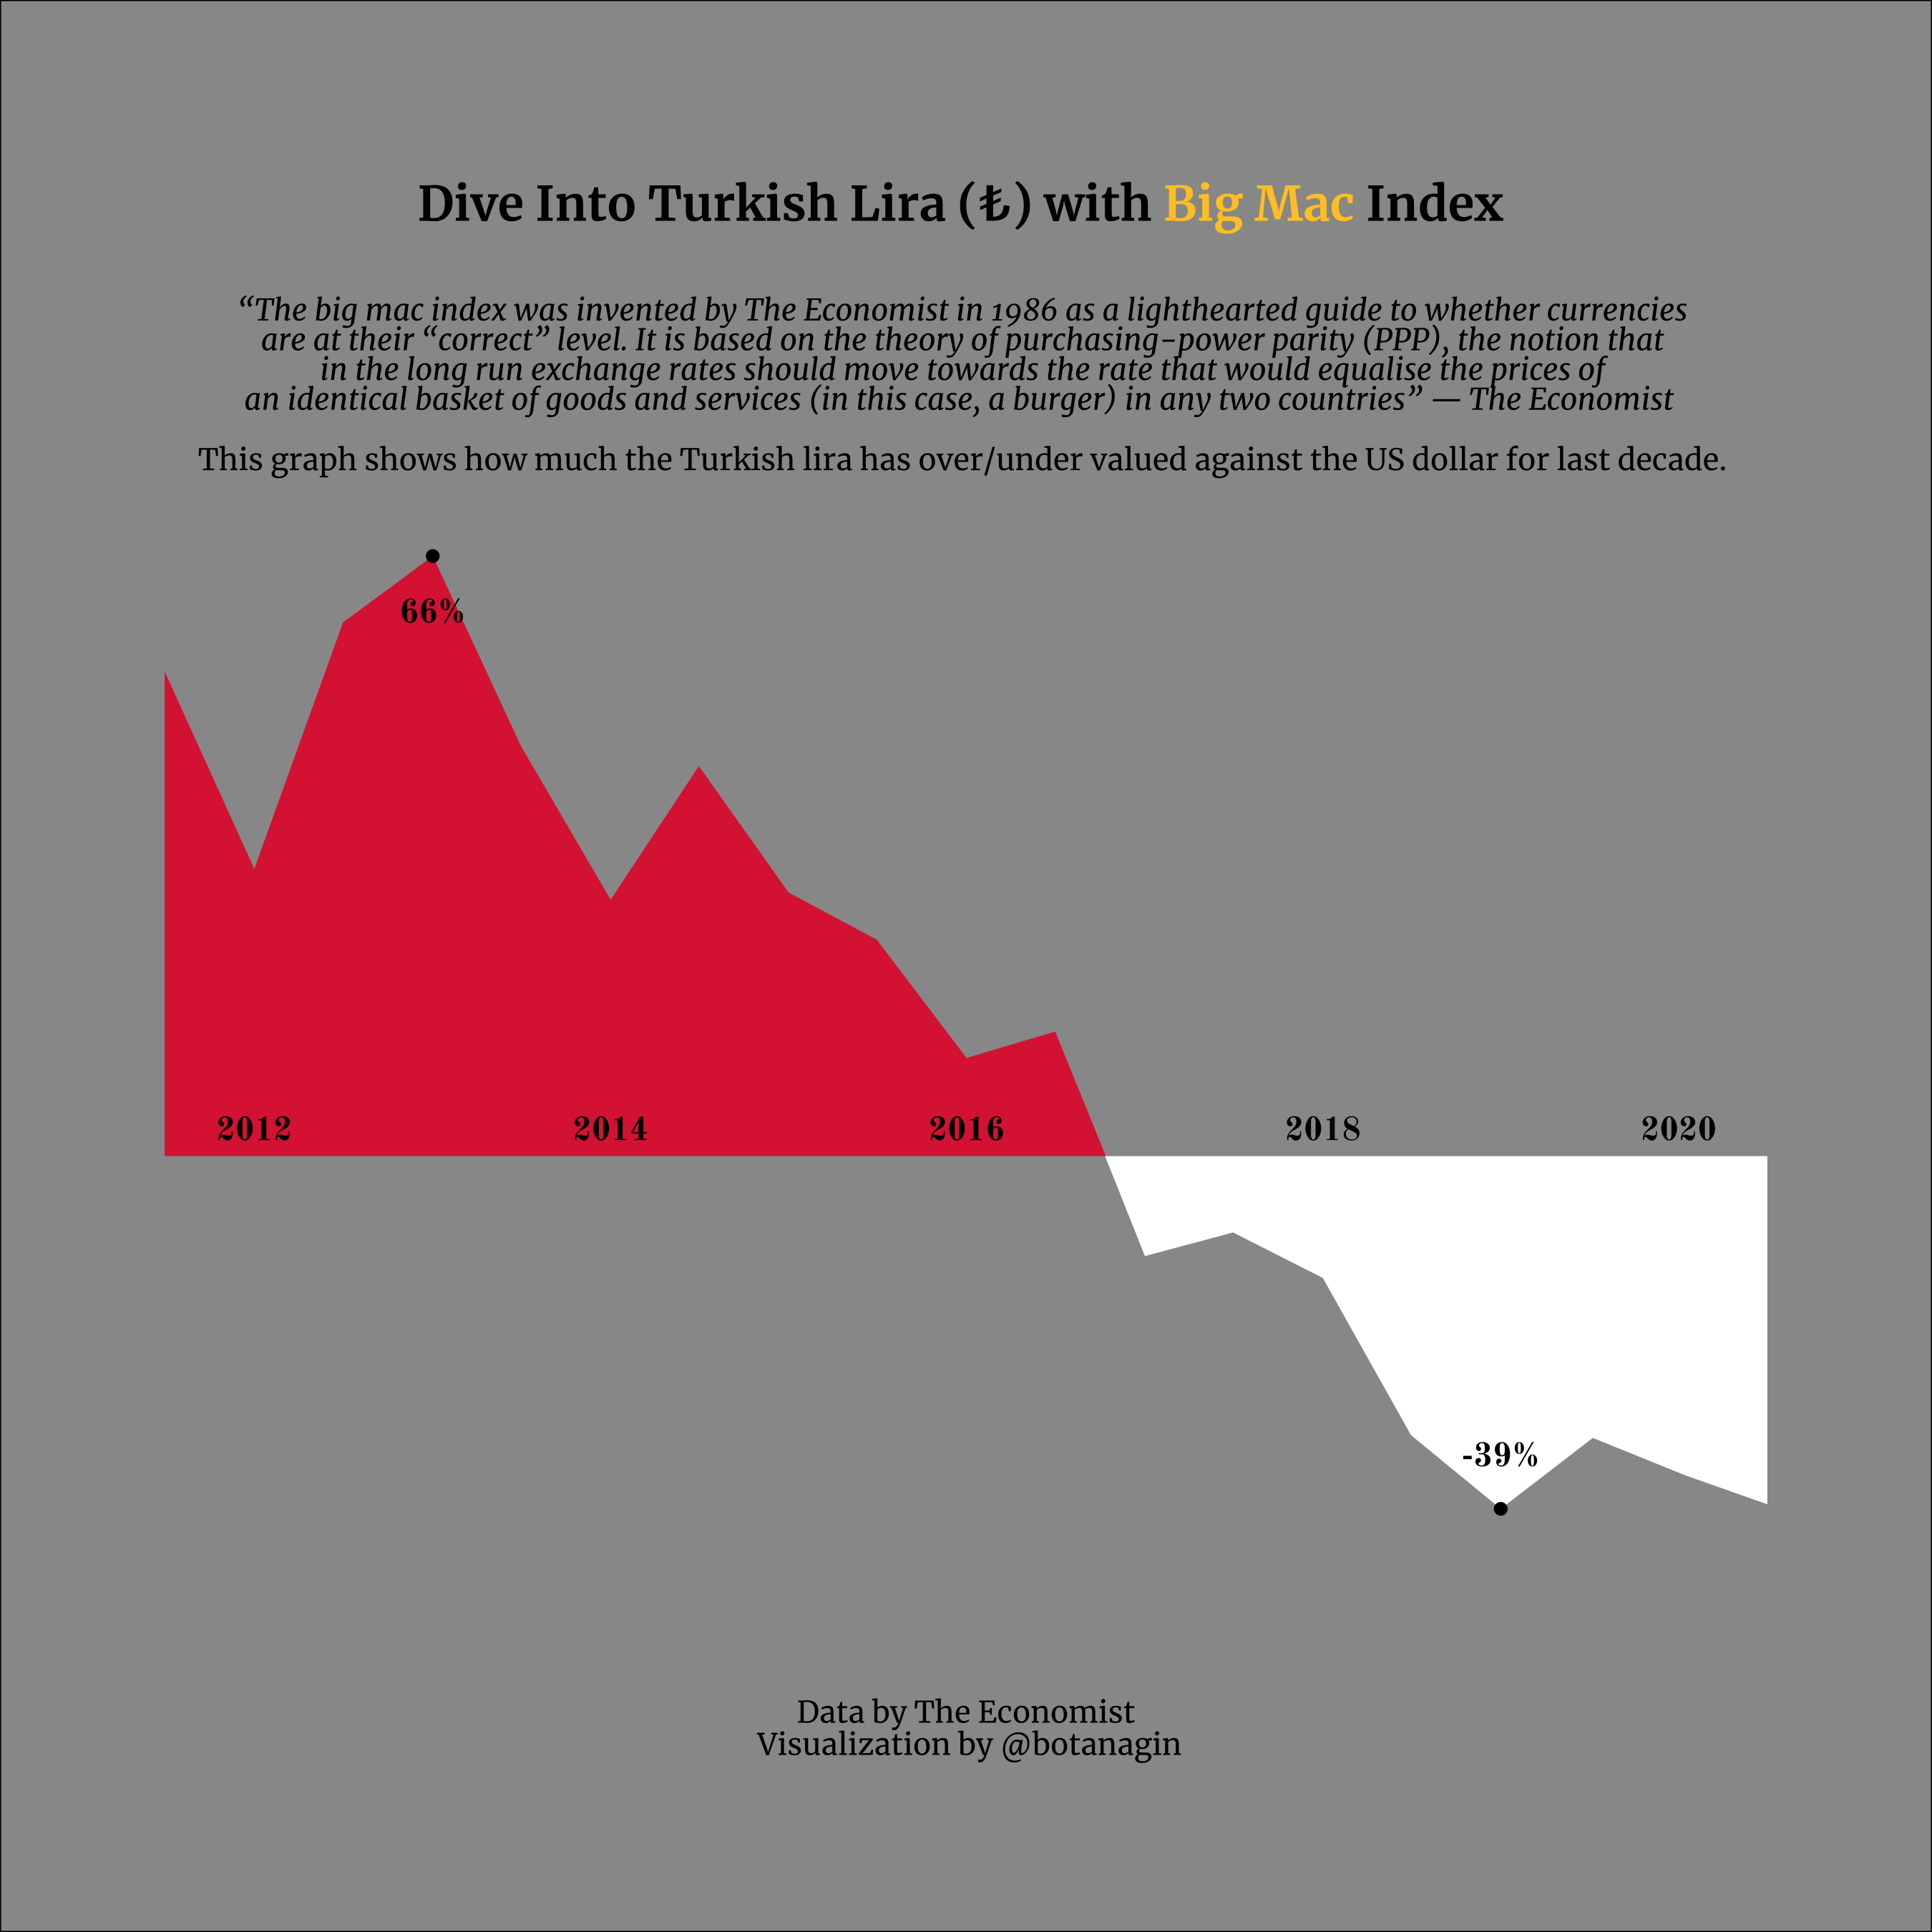 Dive Into Turkish Lira (₺) with Big Mac Index
“The big mac index was invented by The Economist in 1986 as a lighthearted guide to whether currencies
are at their “correct” level. It is based on the theory of purchasing-power parity (PPP), the notion that
in the long run exchange rates should move towards the rate that would equalise the prices of
an identical basket of goods and services (in this case, a burger) in any two countries” — The Economist
This graph shows how much the Turkish lira has over/under valued against the US dollar for last decade.
66%
2012 2014 2016 2018 2020
-39%
Data by The Economist
Visualization by @botanagin